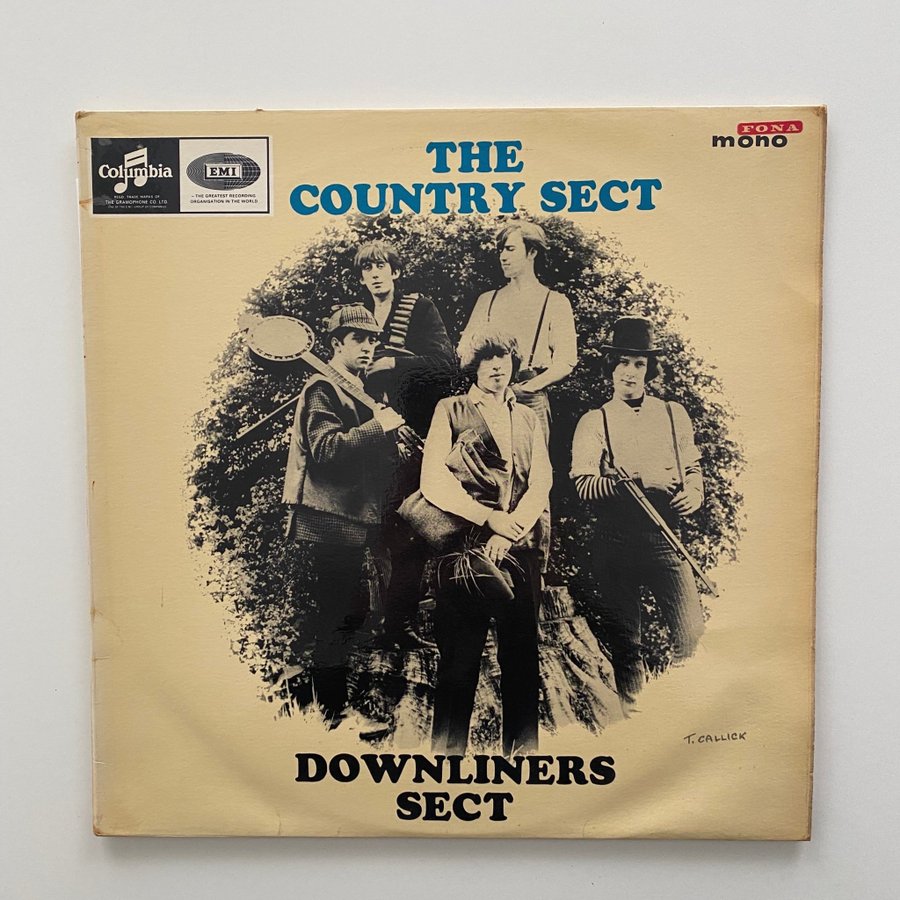 Columbia
REGD. TRADE MARKS OF
THE GRAMOPHONE CO. LTD.
EMI
THE GREATEST RECORDING
ORGANISATION IN THE WORLD
FONA
mono
THE
COUNTRY SECT
T. CALLICK
DOWNLINERS
SECT